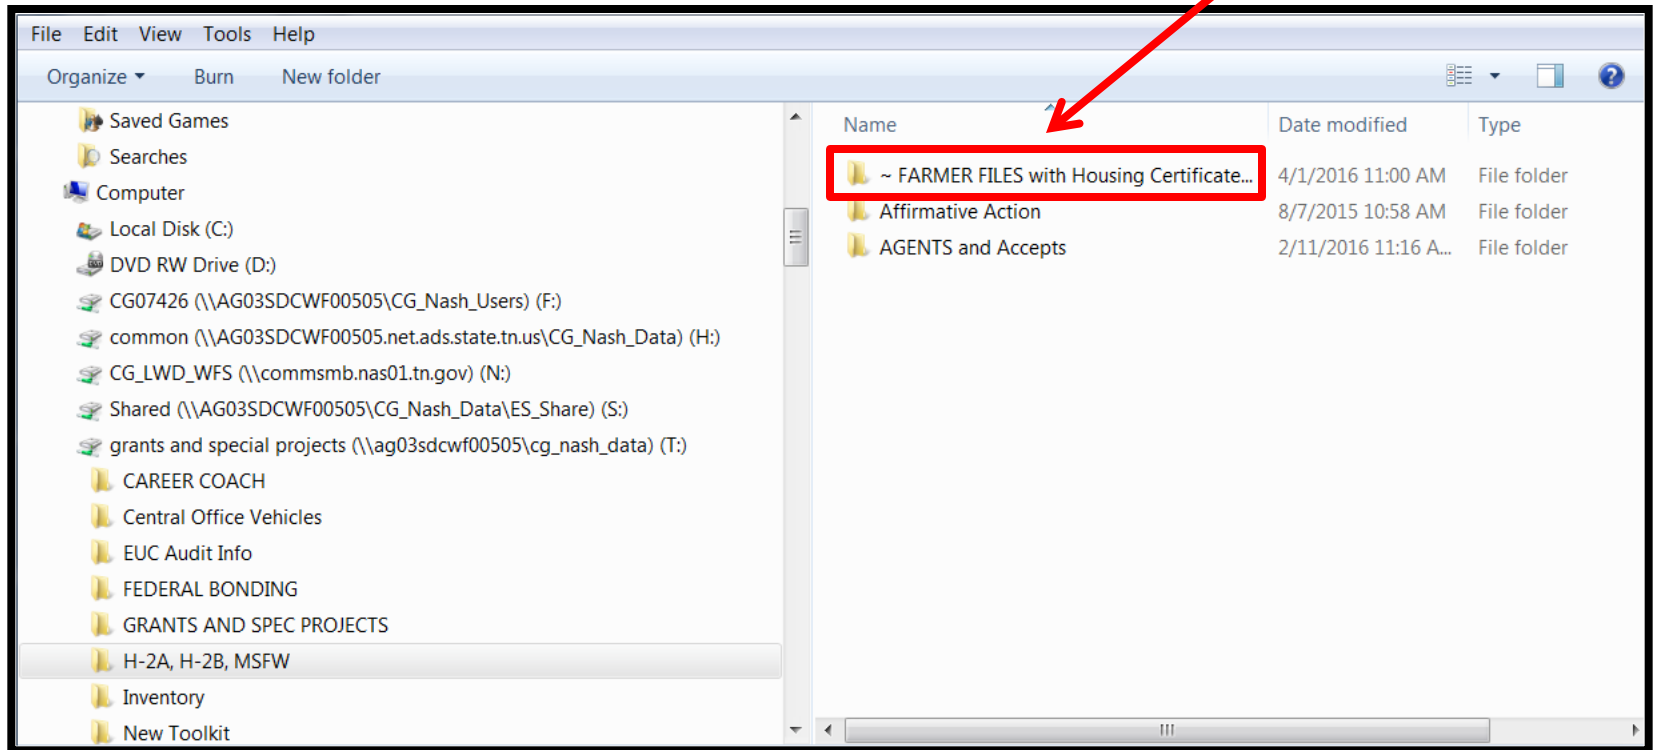 File Edit View Tools Help
Organize Burn New folder
Saved Games
Searches
Computer
Local Disk (C:)
DVD RW Drive (D:)
CG07426 (\\AG03SDCWF00505\CG_Nash_Users) (F:)
common (\\AG03SDCWF00505.net.ads.state.tn.us\CG_Nash_Data) (H:)
CG_LWD_WFS (\\commsmb.nas01.tn.gov) (N:)
Shared (\\AG03SDCWF00505\CG_Nash_Data\ES_Share) (S:)
grants and special projects (\\ag03sdcwf00505\cg_nash_data) (T:)
CAREER COACH
Central Office Vehicles
EUC Audit Info
FEDERAL BONDING
GRANTS AND SPEC PROJECTS
H-2A, H-2B, MSFW
Inventory
New Toolkit
Name Date modified Type
~ FARMER FILES with Housing Certificate... 4/1/2016 11:00 AM File folder
Affirmative Action 8/7/2015 10:58 AM File folder
AGENTS and Accepts 2/11/2016 11:16 A... File folder